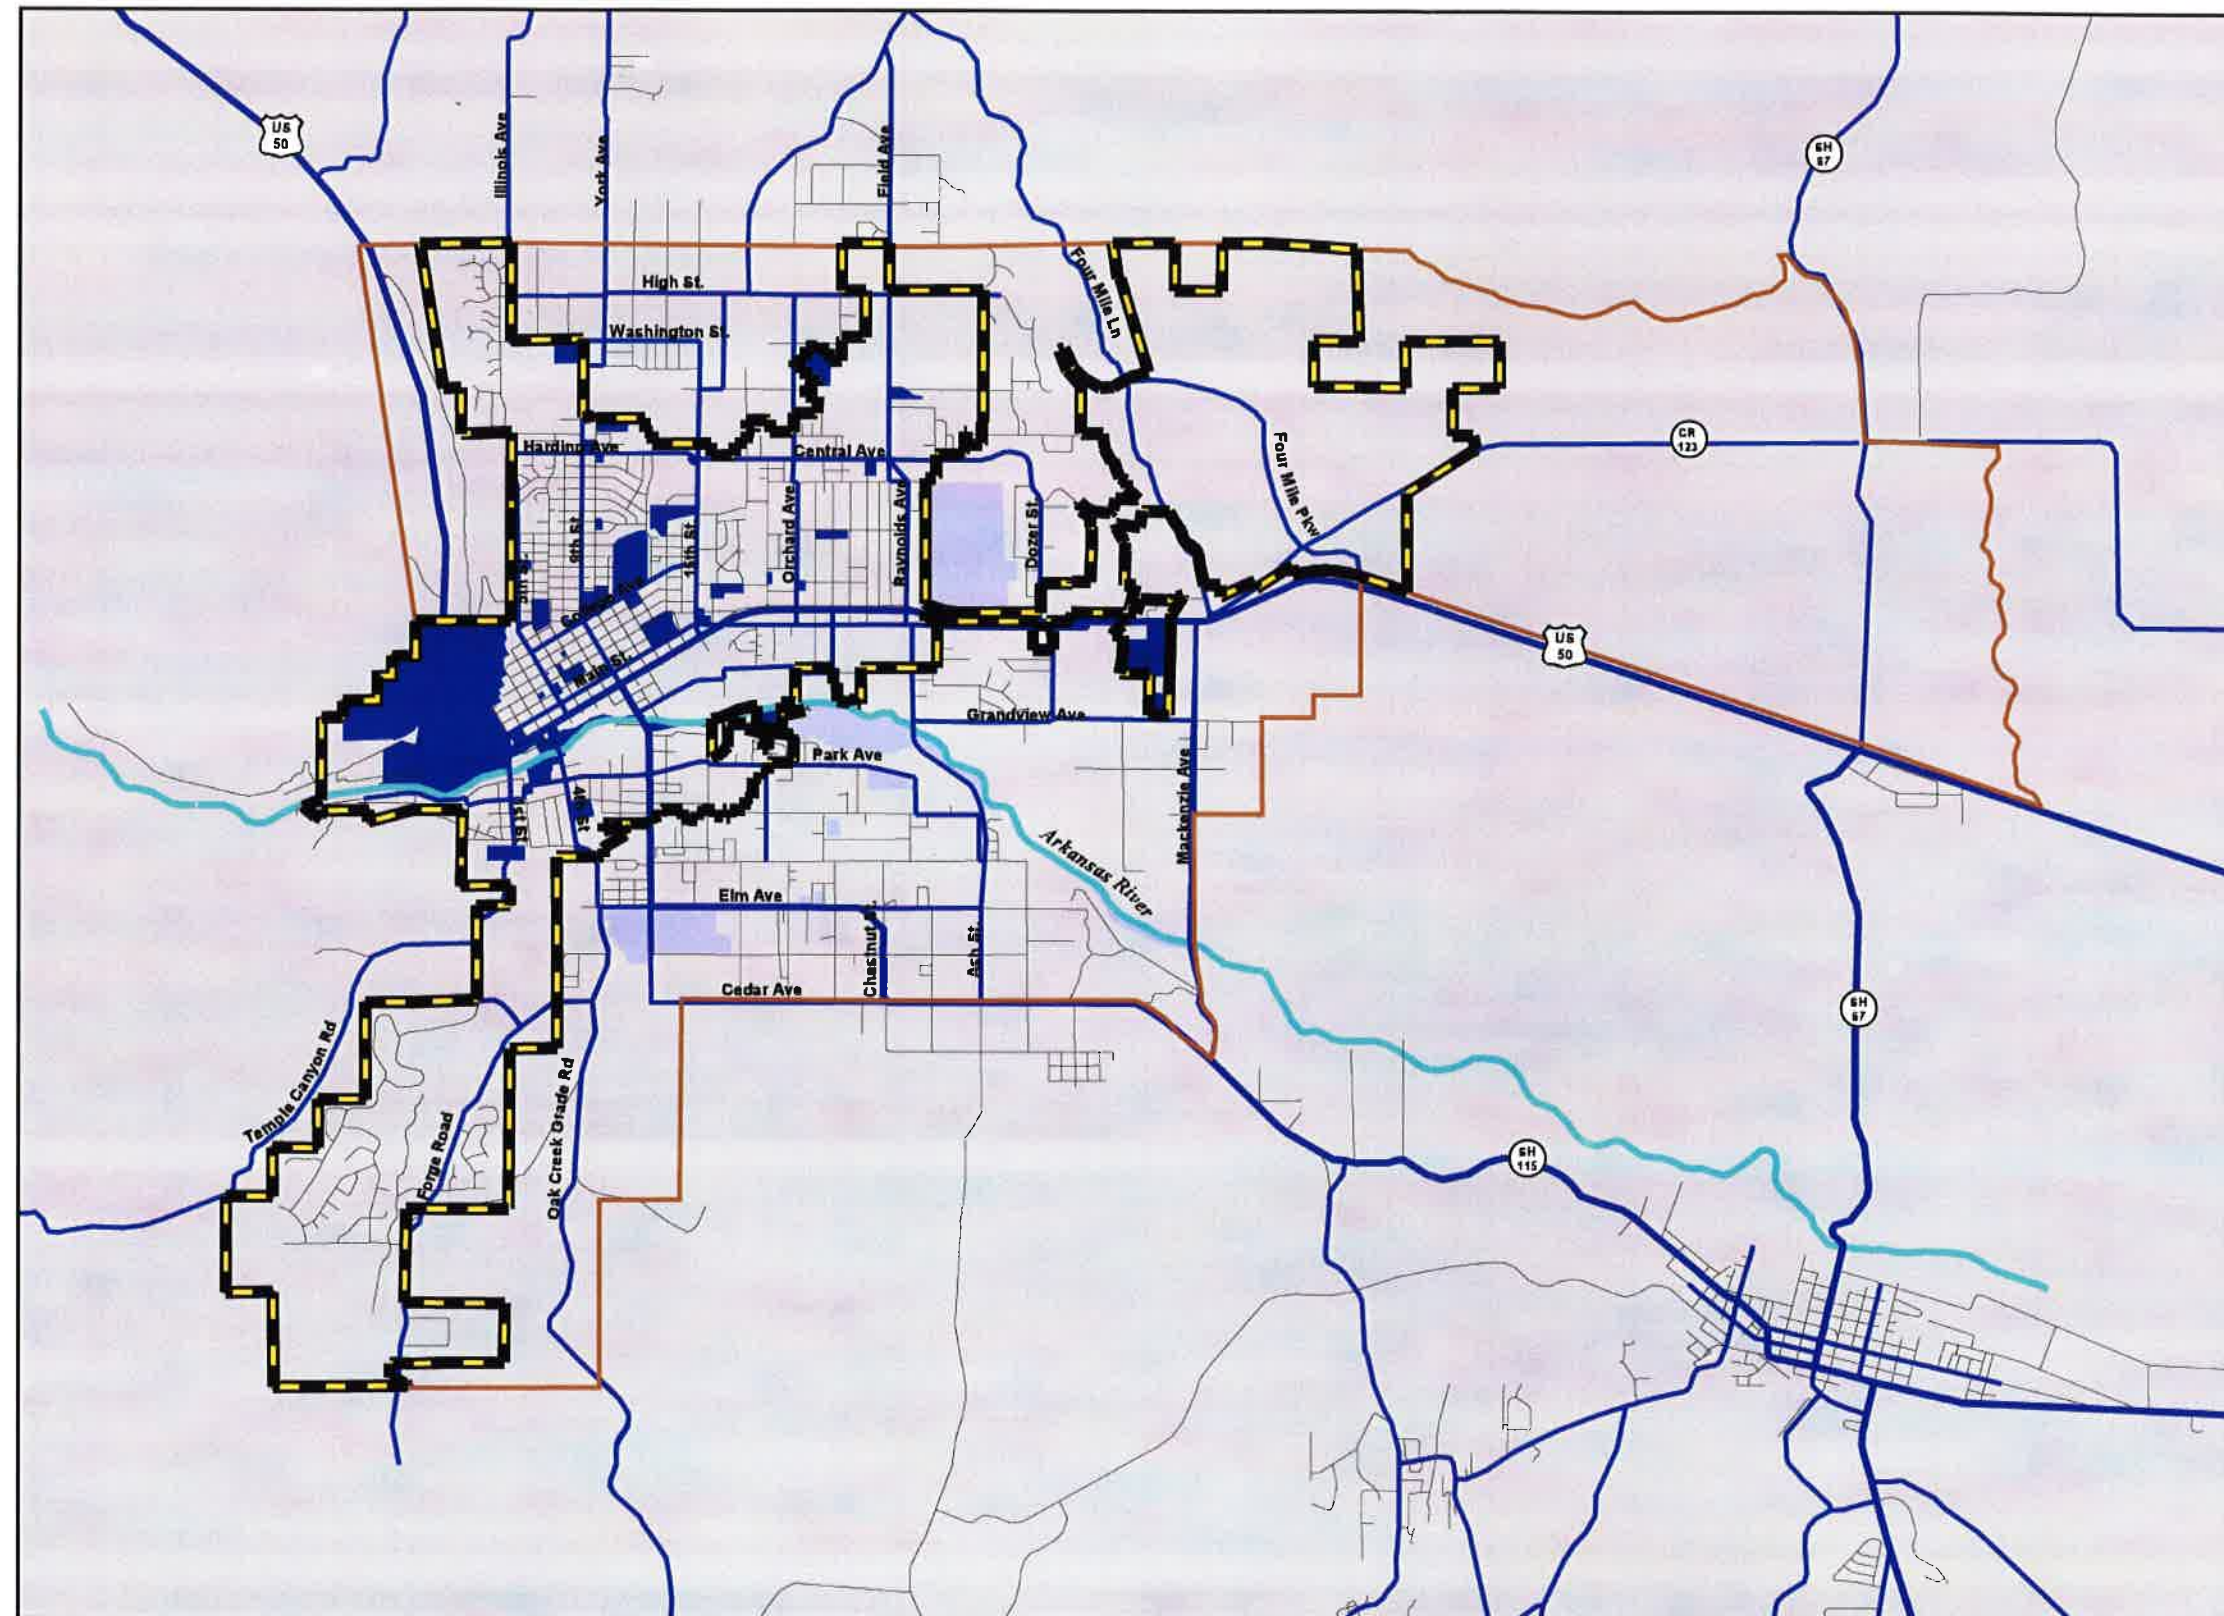 US
50
Illinois Ave
York Ave
Field Ave
SH
67
High St.
Four Mile Ln
Washington St.
Harding Ave
Central Ave
CR
123
Four Mile Pkw
9th St
15th St
Orchard Ave
Raynolds Ave
Dozer St.
5th St.
College Ave
Main St.
US
50
Grandview Ave
Park Ave
Mackenzie Ave
1st St
4th St
Arkansas River
Elm Ave
Chestnut St.
Ash St.
Cedar Ave
SH
67
Temple Canyon Rd
Forge Road
Oak Creek Grade Rd
SH
115